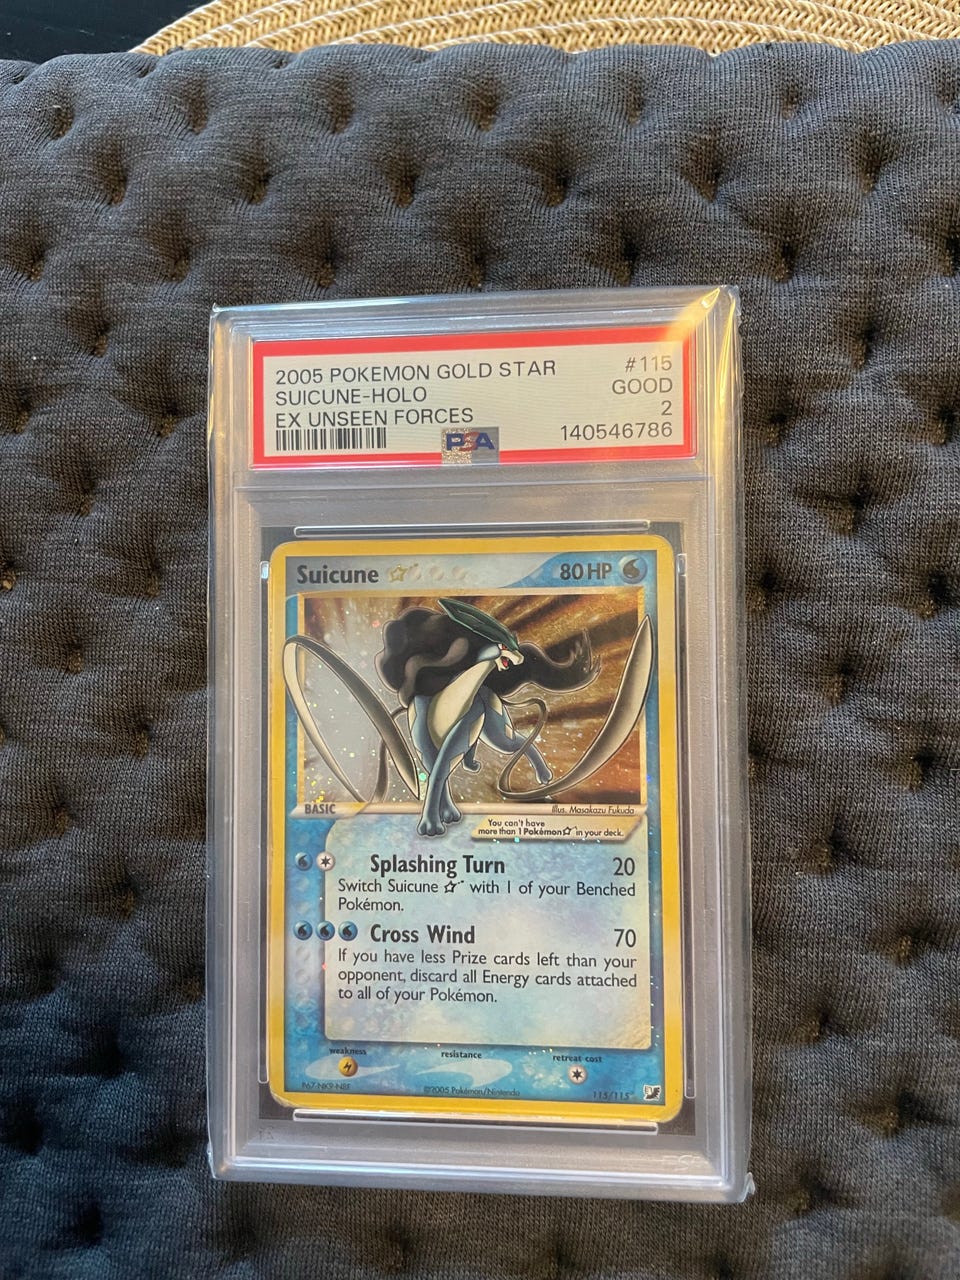 2005 POKEMON GOLD STAR #115
SUICUNE-HOLO GOOD
EX UNSEEN FORCES 2
PSA 140546786
Suicune 80 HP
BASIC Illus. Masakazu Fukuda
You can't have
more than 1 Pokémon☆ in your deck.
Splashing Turn 20
Switch Suicune ☆ with 1 of your Benched
Pokémon.
Cross Wind 70
If you have less Prize cards left than your
opponent, discard all Energy cards attached
to all of your Pokémon.
weakness resistance retreat cost
©2005 Pokémon/Nintendo 115/115